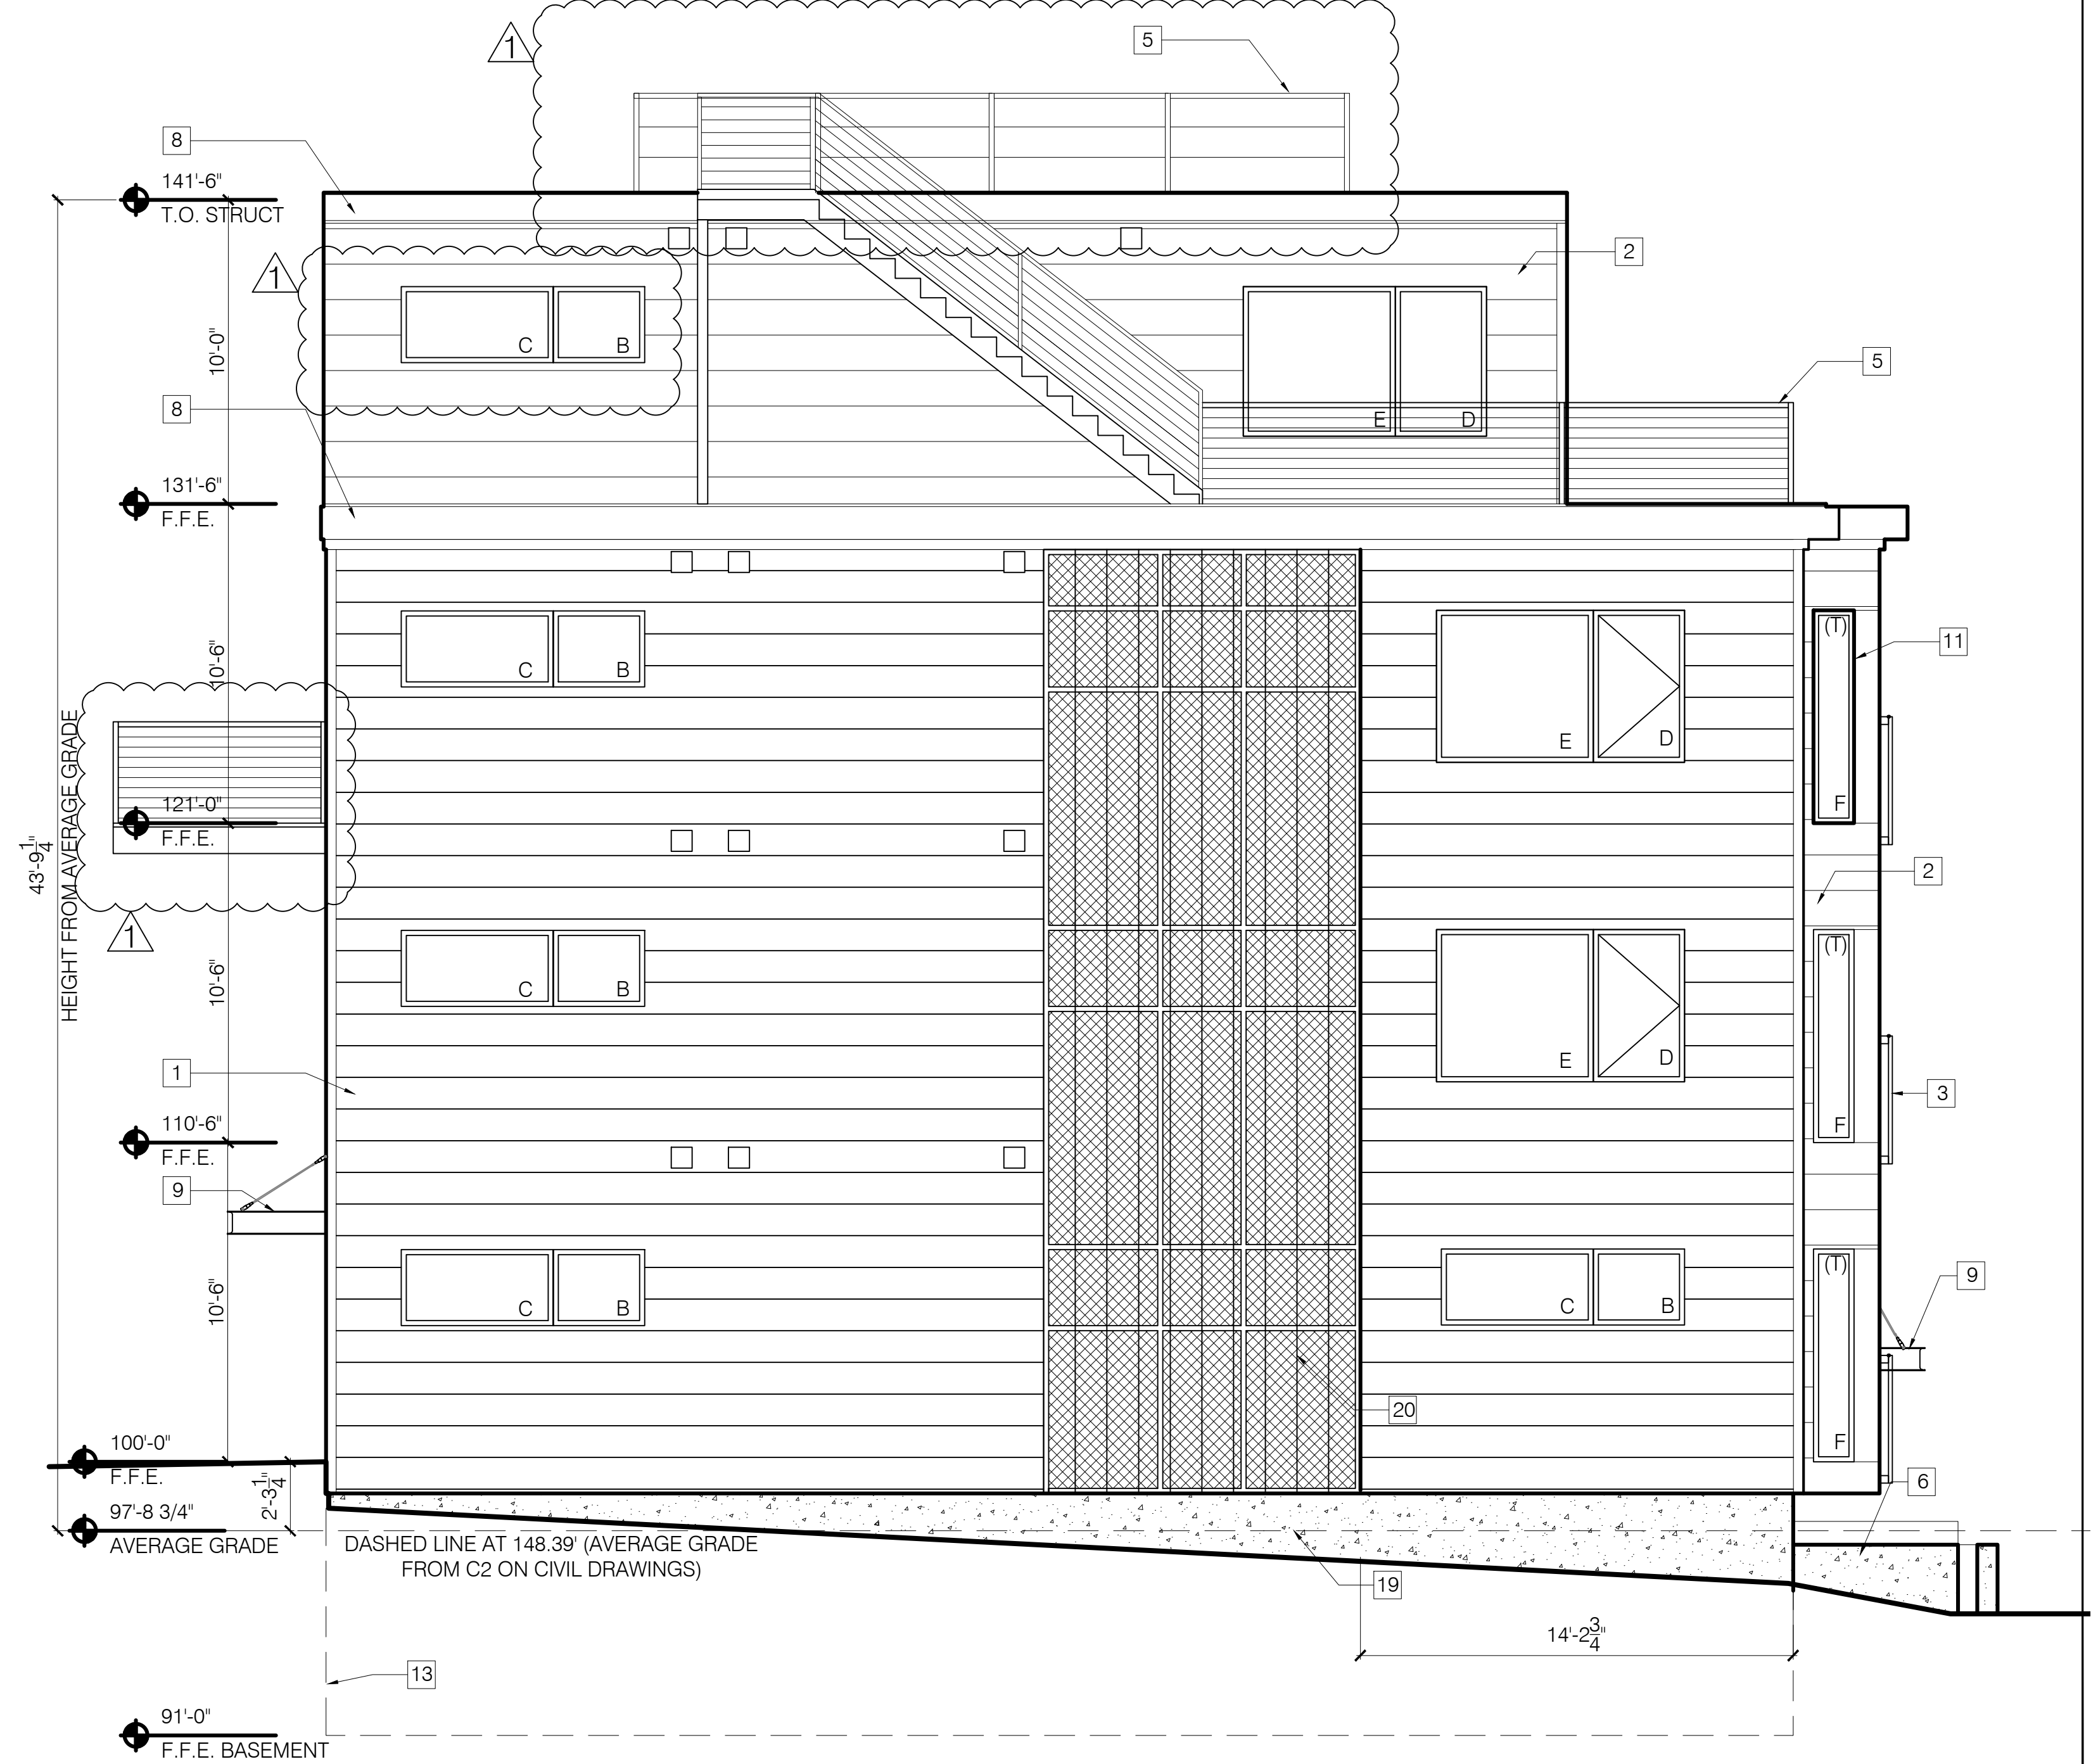 1
5
8
141'-6"
T.O. STRUCT
2
1
10'-0"
C
B
5
8
E
D
131'-6"
F.F.E.
(T)
11
10'-6"
C
B
E
D
F
121'-0"
F.F.E.
43'-9 1/4"
HEIGHT FROM AVERAGE GRADE
2
1
(T)
10'-6"
C
B
E
D
3
1
F
110'-6"
F.F.E.
9
(T)
9
10'-6"
C
B
C
B
20
F
100'-0"
F.F.E.
6
2'-3 1/4"
97'-8 3/4"
AVERAGE GRADE
DASHED LINE AT 148.39' (AVERAGE GRADE
FROM C2 ON CIVIL DRAWINGS)
19
14'-2 3/4"
13
91'-0"
F.F.E. BASEMENT